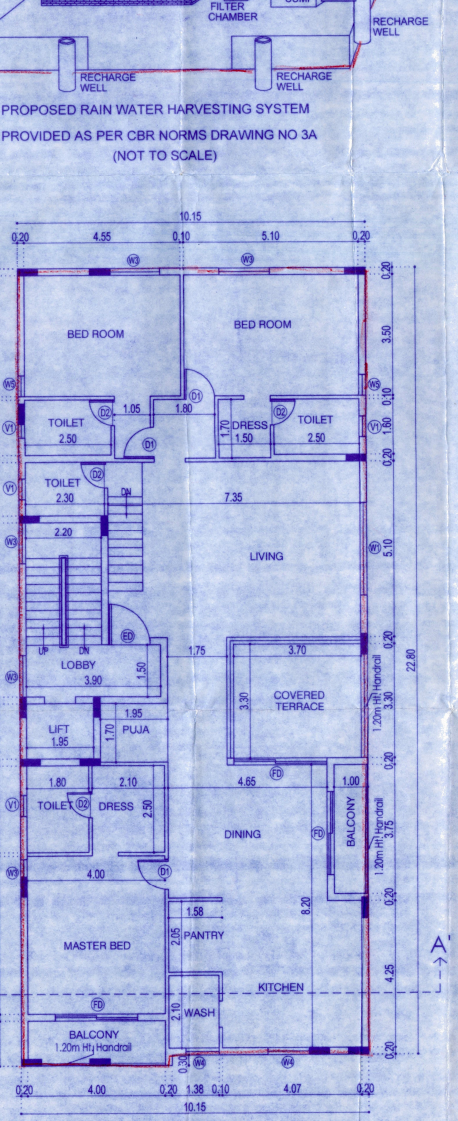 FILTER
CHAMBER
RECHARGE
WELL
RECHARGE
WELL
RECHARGE
WELL
PROPOSED RAIN WATER HARVESTING SYSTEM
PROVIDED AS PER CBR NORMS DRAWING NO 3A
(NOT TO SCALE)
10.15
0.20 4.55 0.10 5.10 0.20
W3 W3
0.20
BED ROOM
BED ROOM
3.50
W5 D1 W5
0.10
D2 1.05 1.80 D2
V1 TOILET
2.50
D1
1.70
DRESS
1.50
TOILET
2.50
V1
1.60
0.20
TOILET
2.30
D2
V1
DN
7.35
W3
2.20
LIVING
W1
5.10
ED
UP DN
LOBBY
3.90
1.50
W3
1.75 3.70
0.20
22.80
COVERED
TERRACE
3.30
3.30
1.20m Ht. Handrail
LIFT
1.95
1.95
1.70
PUJA
0.20
FD
1.80 2.10 4.65 1.00
V1 TOILET D2 DRESS
2.50
DINING
FD
BALCONY
3.75
1.20m Ht. Handrail
W3
D1
4.00
0.20
8.20
1.58
2.05
PANTRY
MASTER BED
4.25
A'
KITCHEN
FD
2.10
WASH
BALCONY
1.20m Ht. Handrail
0.30
W4 W4
0.20
0.20 4.00 0.20 1.38 0.10 4.07 0.20
10.15